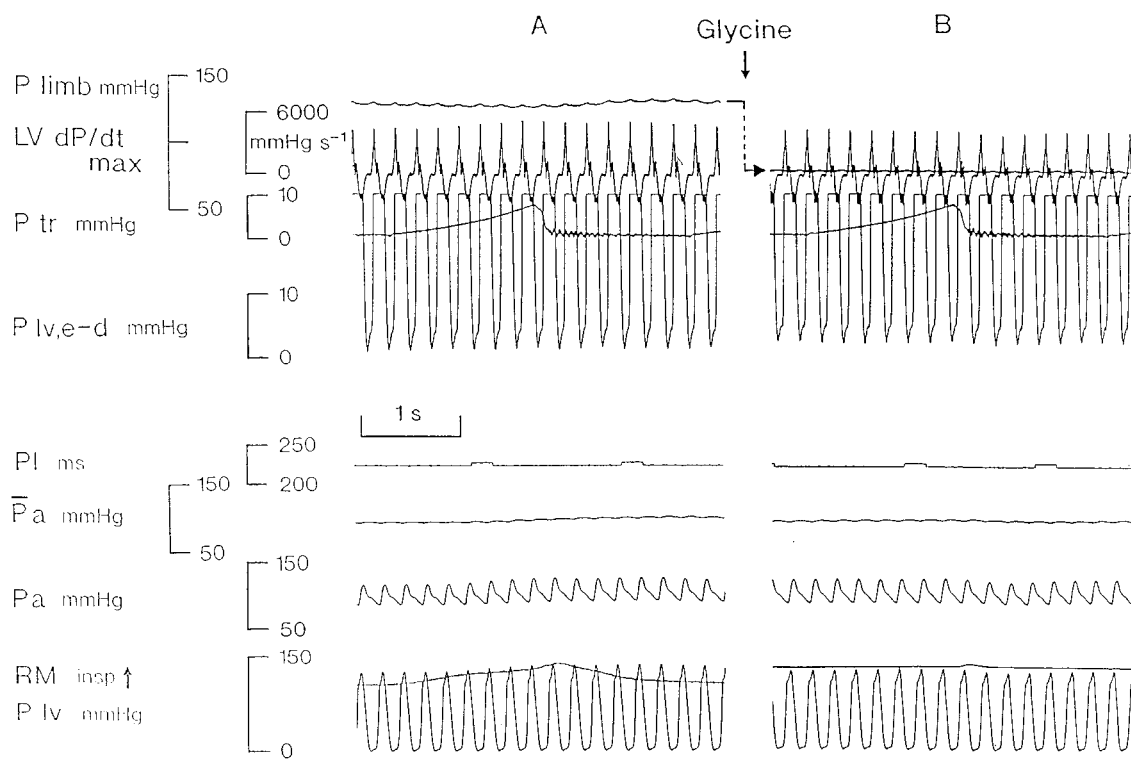 A
Glycine
B
P limb mmHg
150
50
LV dP/dt
max
6000
mmHg s⁻¹
0
P tr mmHg
10
0
P lv,e-d mmHg
10
0
1 s
PI ms
250
200
P̅a mmHg
150
50
Pa mmHg
150
50
RM insp ↑
P lv mmHg
150
0